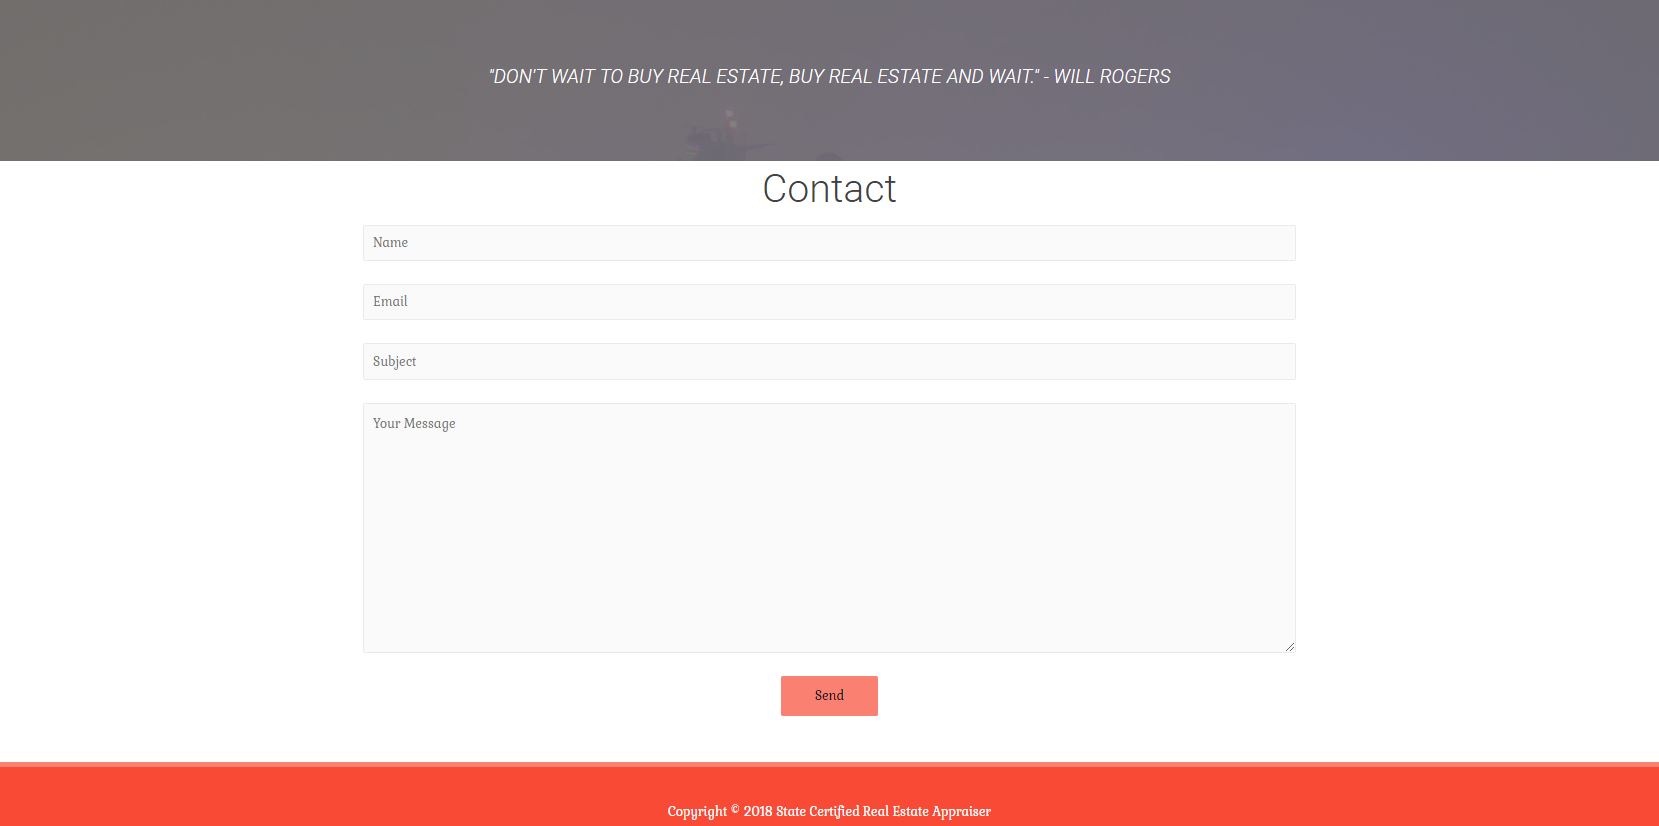 "DON'T WAIT TO BUY REAL ESTATE, BUY REAL ESTATE AND WAIT." - WILL ROGERS
Contact
Name
Email
Subject
Your Message
Send
Copyright © 2018 State Certified Real Estate Appraiser